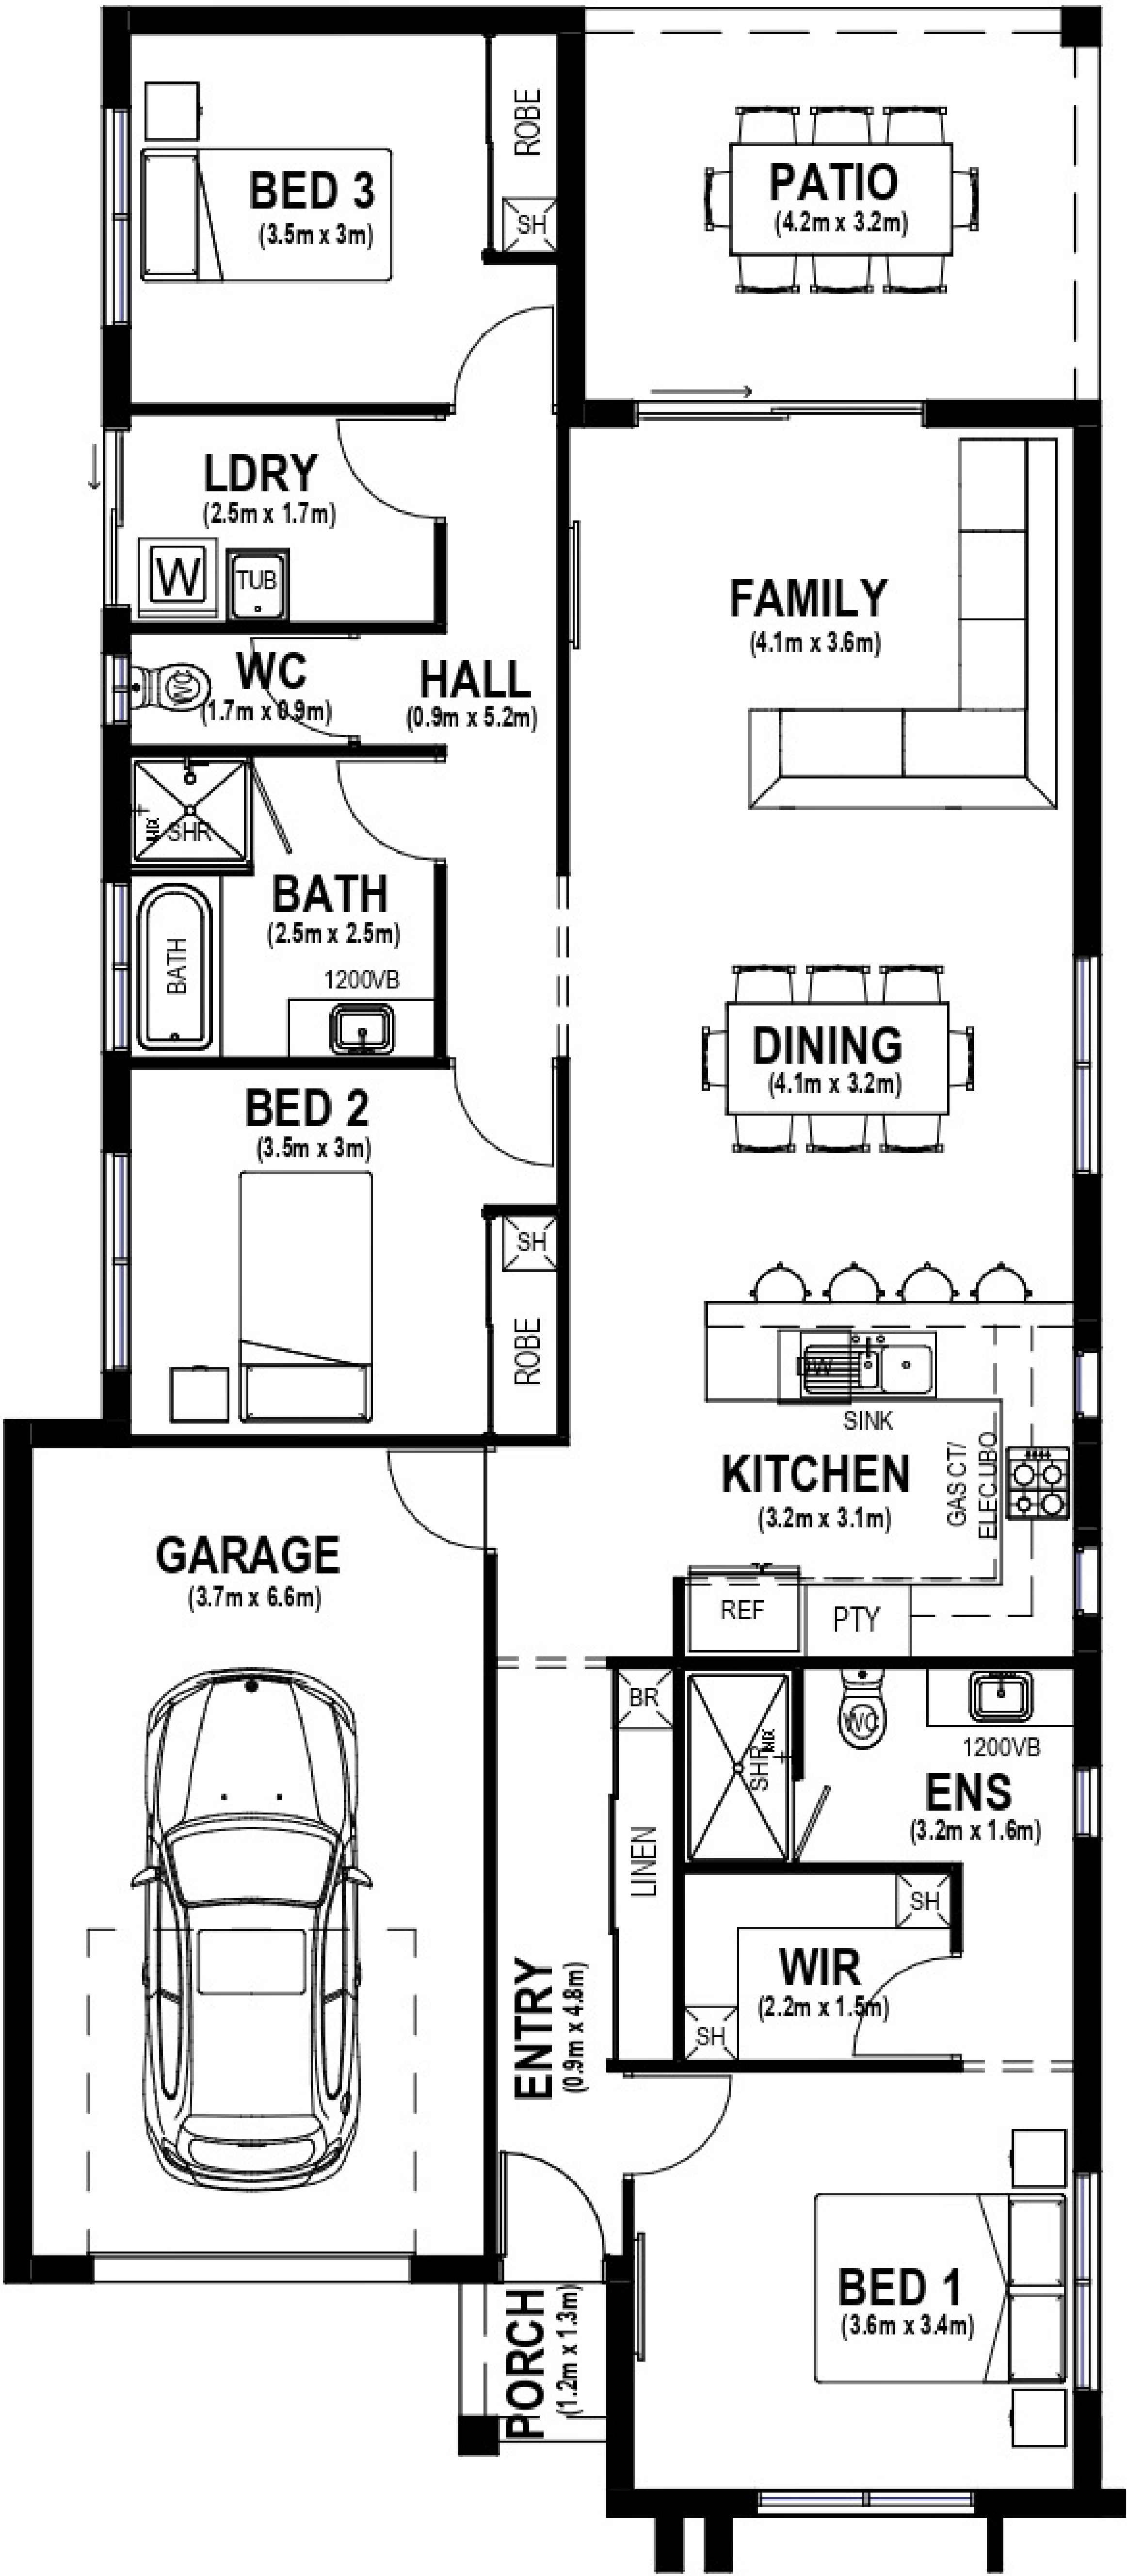 BED 3
(3.5m x 3m)
ROBE
SH
PATIO
(4.2m x 3.2m)
LDRY
(2.5m x 1.7m)
W
TUB
FAMILY
(4.1m x 3.6m)
WC
WC
(1.7m x 0.9m)
HALL
(0.9m x 5.2m)
MIX
SHR
BATH
(2.5m x 2.5m)
BATH
1200VB
DINING
(4.1m x 3.2m)
BED 2
(3.5m x 3m)
SH
ROBE
DW
SINK
KITCHEN
(3.2m x 3.1m)
GAS CT/
ELEC.UBO
GARAGE
(3.7m x 6.6m)
REF
PTY
BR
LINEN
SHR
MIX
WC
1200VB
ENS
(3.2m x 1.6m)
SH
WIR
(2.2m x 1.5m)
SH
ENTRY
(0.9m x 4.8m)
BED 1
(3.6m x 3.4m)
PORCH
(1.2m x 1.3m)